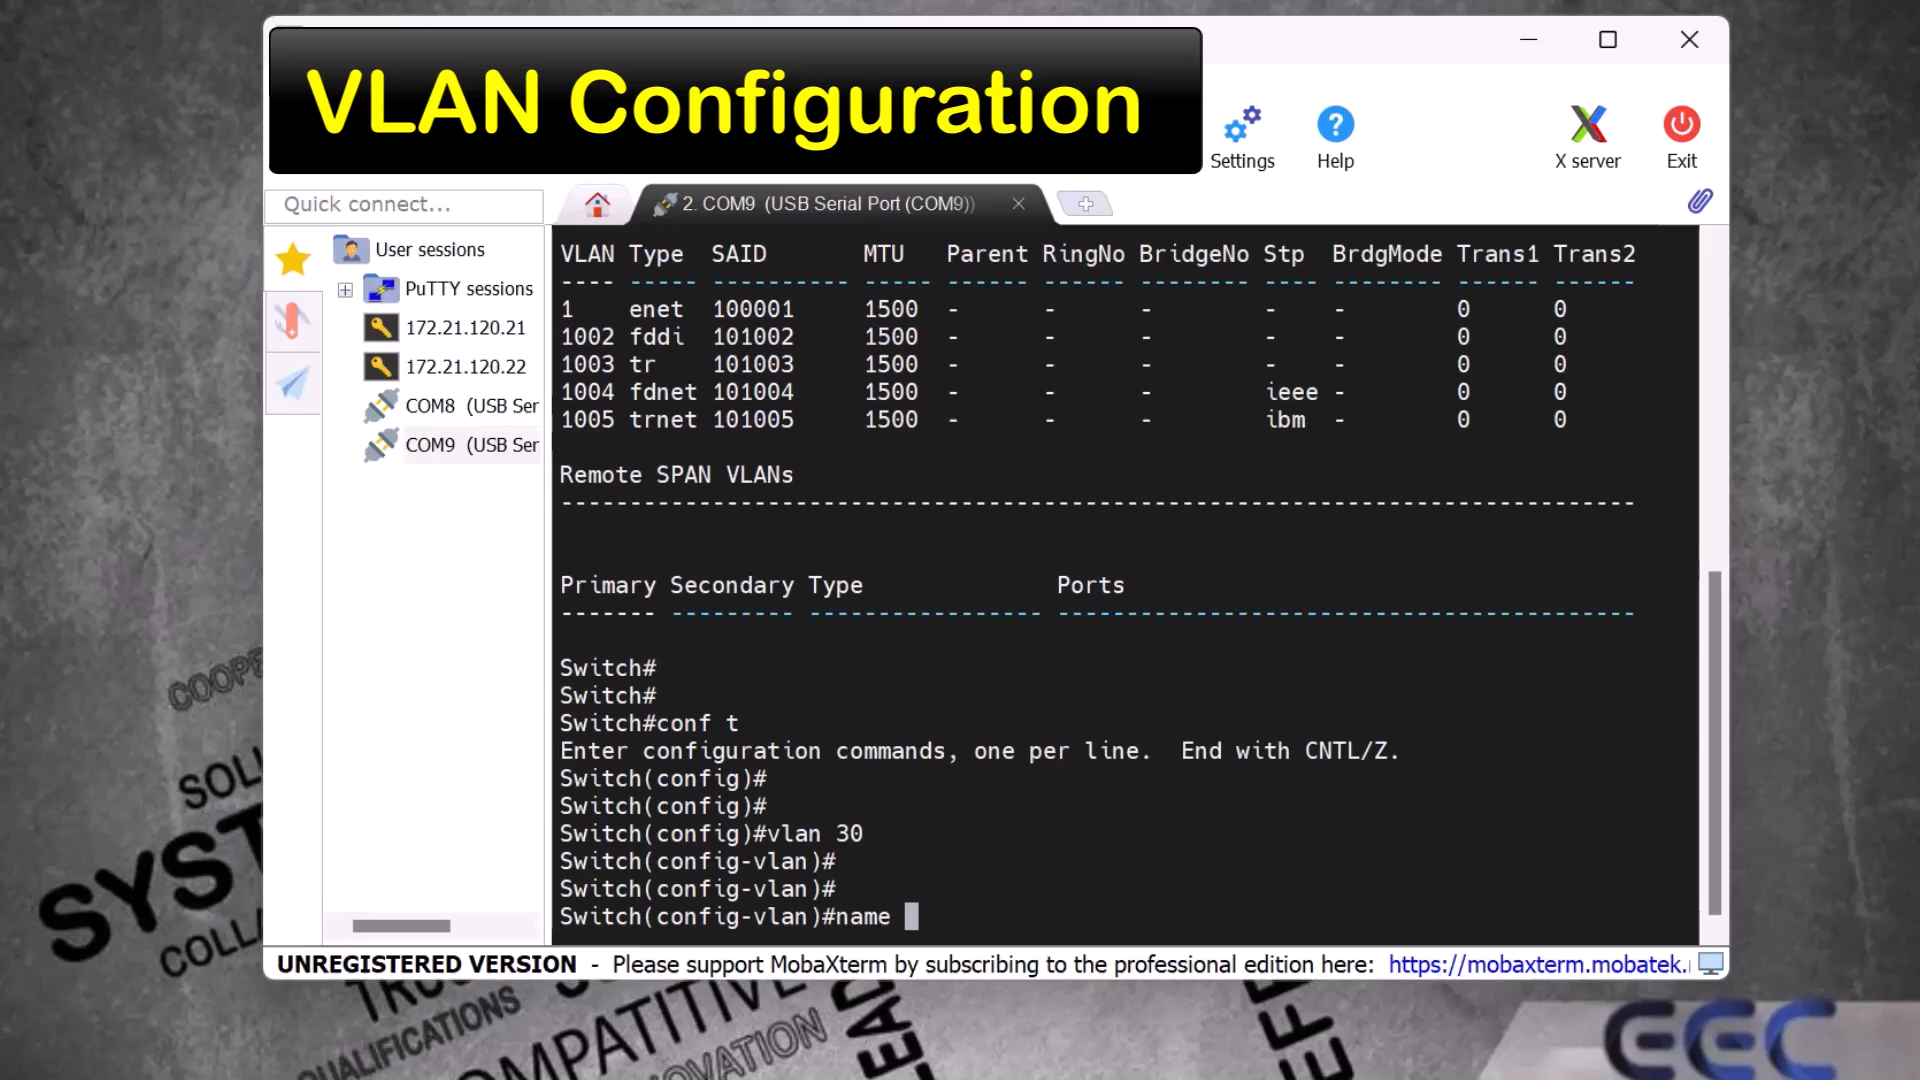 VLAN Configuration
Settings
Help
X server
Exit
Quick connect...
2. COM9 (USB Serial Port (COM9))
User sessions
PuTTY sessions
172.21.120.21
172.21.120.22
COM8 (USB Ser
COM9 (USB Ser
VLAN Type SAID MTU Parent RingNo BridgeNo Stp BrdgMode Trans1 Trans2
---- ----- ---------- ----- ------ ------ -------- ---- -------- ------ ------
1 enet 100001 1500 - - - - - 0 0
1002 fddi 101002 1500 - - - - - 0 0
1003 tr 101003 1500 - - - - - 0 0
1004 fdnet 101004 1500 - - - ieee - 0 0
1005 trnet 101005 1500 - - - ibm - 0 0
Remote SPAN VLANs
------------------------------------------------------------------------------
Primary Secondary Type Ports
------- --------- ----------------- ------------------------------------------
Switch#
Switch#
Switch#conf t
Enter configuration commands, one per line. End with CNTL/Z.
Switch(config)#
Switch(config)#
Switch(config)#vlan 30
Switch(config-vlan)#
Switch(config-vlan)#
Switch(config-vlan)#name
UNREGISTERED VERSION - Please support MobaXterm by subscribing to the professional edition here: https://mobaxterm.mobatek.
COOPE
SOLU
SYST
COLLA
QUALIFICATIONS
EEC